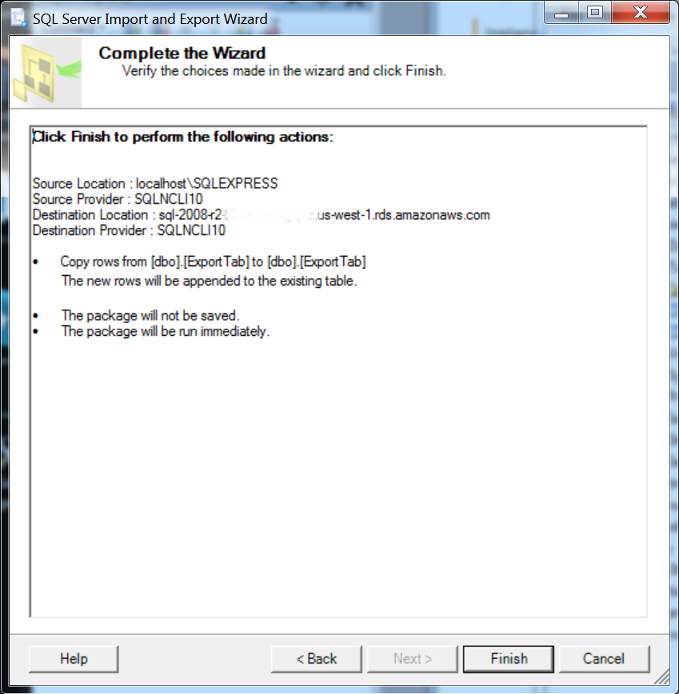 SQL Server Import and Export Wizard
Complete the Wizard
Verify the choices made in the wizard and click Finish.
Click Finish to perform the following actions:
Source Location : localhost\SQLEXPRESS
Source Provider : SQLNCLI10
Destination Location : sql-2008-r2- .us-west-1.rds.amazonaws.com
Destination Provider : SQLNCLI10
• Copy rows from [dbo].[ExportTab] to [dbo].[ExportTab]
The new rows will be appended to the existing table.
• The package will not be saved.
• The package will be run immediately.
Help
< Back
Next >
Finish
Cancel